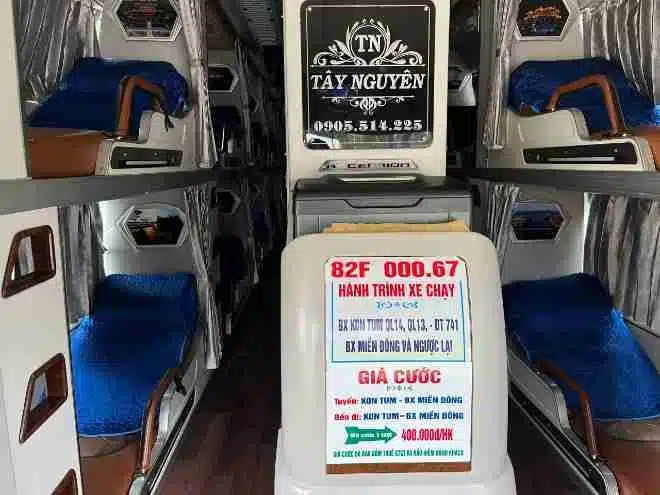 TN
TÂY NGUYÊN
0905.514.225
82F 000.67
HÀNH TRÌNH XE CHẠY
BX KON TUM QL14, QL13, - ĐT 741
BX MIỀN ĐÔNG VÀ NGƯỢC LẠI
GIÁ CƯỚC
Tuyến: KON TUM - BX MIỀN ĐÔNG
Bến đi: KON TUM - BX MIỀN ĐÔNG
400.000đ/HK